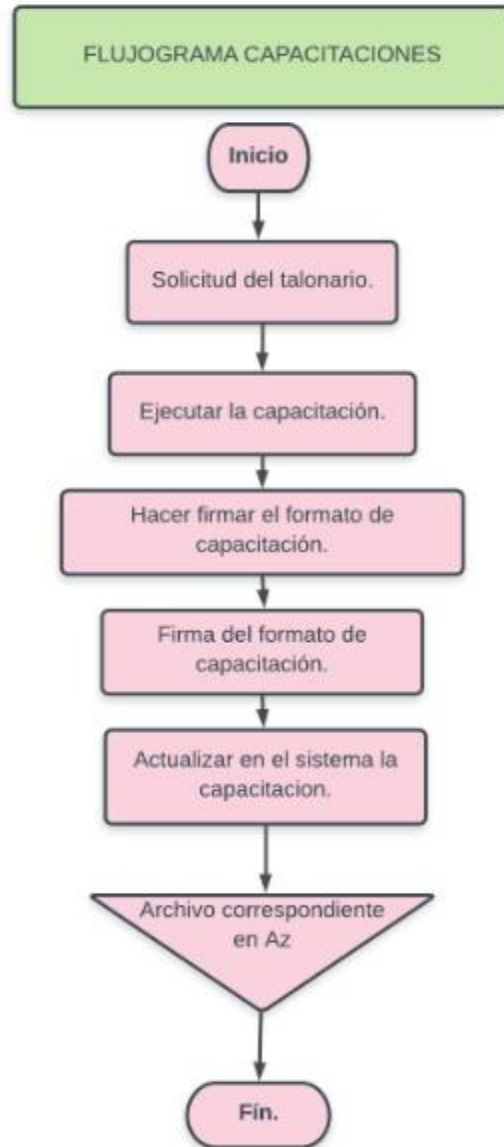 FLUJOGRAMA CAPACITACIONES
Inicio
Solicitud del talonario.
Ejecutar la capacitación.
Hacer firmar el formato de
capacitación.
Firma del formato de
capacitación.
Actualizar en el sistema la
capacitacion.
Archivo correspondiente
en Az
Fín.